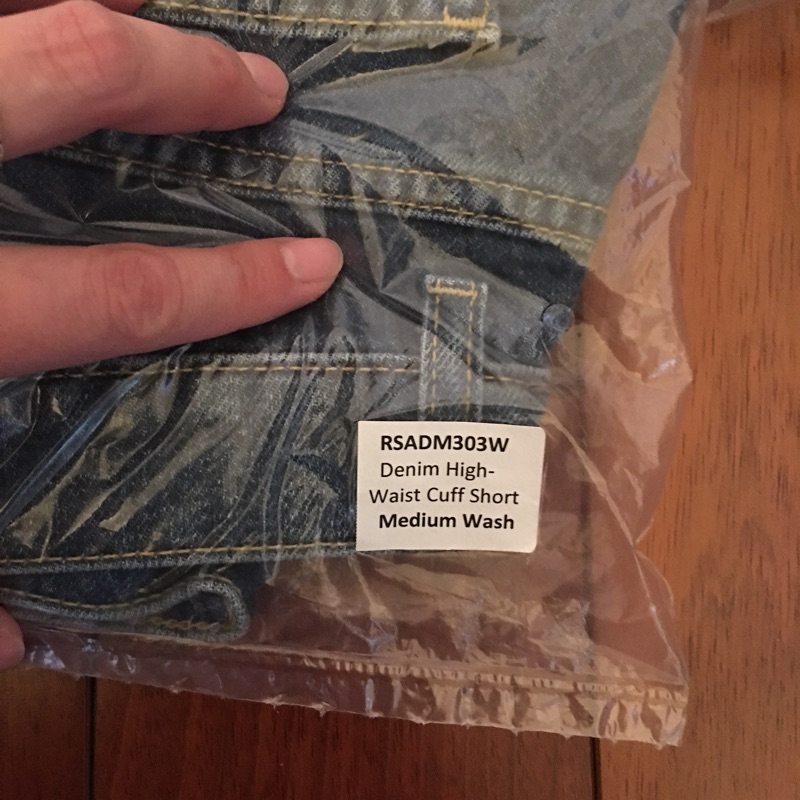 RSADM303W
Denim High-
Waist Cuff Short
Medium Wash